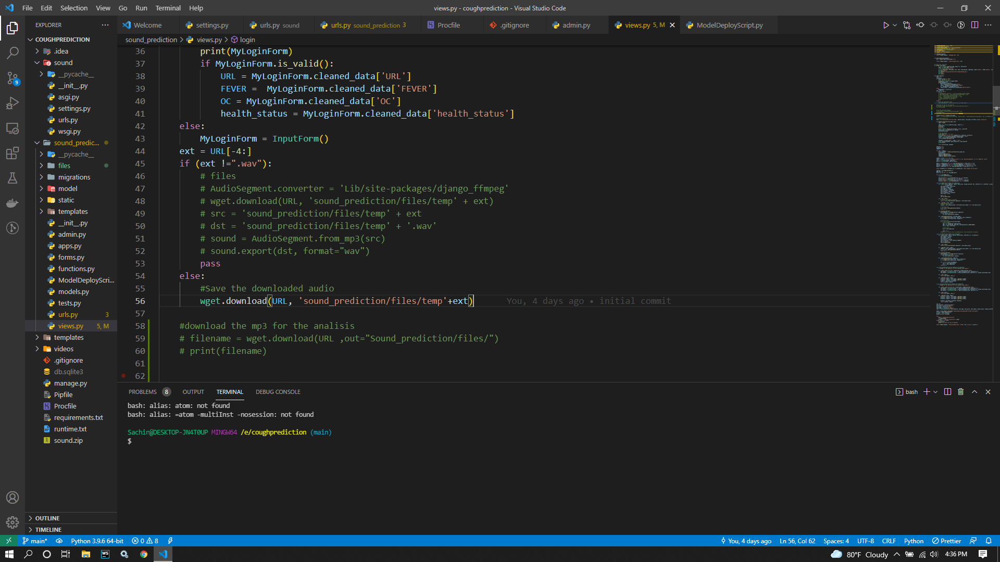 File Edit Selection View Go Run Terminal Help
views.py - coughprediction - Visual Studio Code
EXPLORER
Welcome
settings.py
urls.py sound
urls.py sound_prediction 3
Procfile
.gitignore
admin.py
views.py 5, M
ModelDeployScript.py
sound_prediction > views.py > login
COUGHPREDICTION
.idea
sound
__pycache__
__init__.py
asgi.py
settings.py
urls.py
wsgi.py
sound_predic...
__pycache__
files
migrations
model
static
templates
__init__.py
admin.py
apps.py
forms.py
functions.py
ModelDeployScri...
models.py
tests.py
urls.py 3
views.py 5, M
templates
videos
.gitignore
db.sqlite3
manage.py
Pipfile
Procfile
requirements.txt
runtime.txt
sound.zip
OUTLINE
TIMELINE
9
36 print(MyLoginForm)
37 if MyLoginForm.is_valid():
38 URL = MyLoginForm.cleaned_data['URL']
39 FEVER =  MyLoginForm.cleaned_data['FEVER']
40 OC = MyLoginForm.cleaned_data['OC']
41 health_status = MyLoginForm.cleaned_data['health_status']
42 else:
43 MyLoginForm = InputForm()
44 ext = URL[-4:]
45 if (ext !=".wav"):
46 # files
47 # AudioSegment.converter = 'Lib/site-packages/django_ffmpeg'
48 # wget.download(URL, 'sound_prediction/files/temp' + ext)
49 # src = 'sound_prediction/files/temp' + ext
50 # dst = 'sound_prediction/files/temp' + '.wav'
51 # sound = AudioSegment.from_mp3(src)
52 # sound.export(dst, format="wav")
53 pass
54 else:
55 #Save the downloaded audio
56 wget.download(URL, 'sound_prediction/files/temp'+ext) You, 4 days ago • initial commit
57
58 #download the mp3 for the analisis
59 # filename = wget.download(URL ,out="Sound_prediction/files/")
60 # print(filename)
61
62
PROBLEMS 8 OUTPUT TERMINAL DEBUG CONSOLE
bash
bash: alias: atom: not found
bash: alias: =atom -multiInst -nosession: not found
Sachin@DESKTOP-JN4T0UP MINGW64 /e/coughprediction (main)
$
main* Python 3.9.6 64-bit 0 8
You, 4 days ago Ln 56, Col 62 Spaces: 4 UTF-8 CRLF Python Prettier
WS
80°F Cloudy 4:36 PM